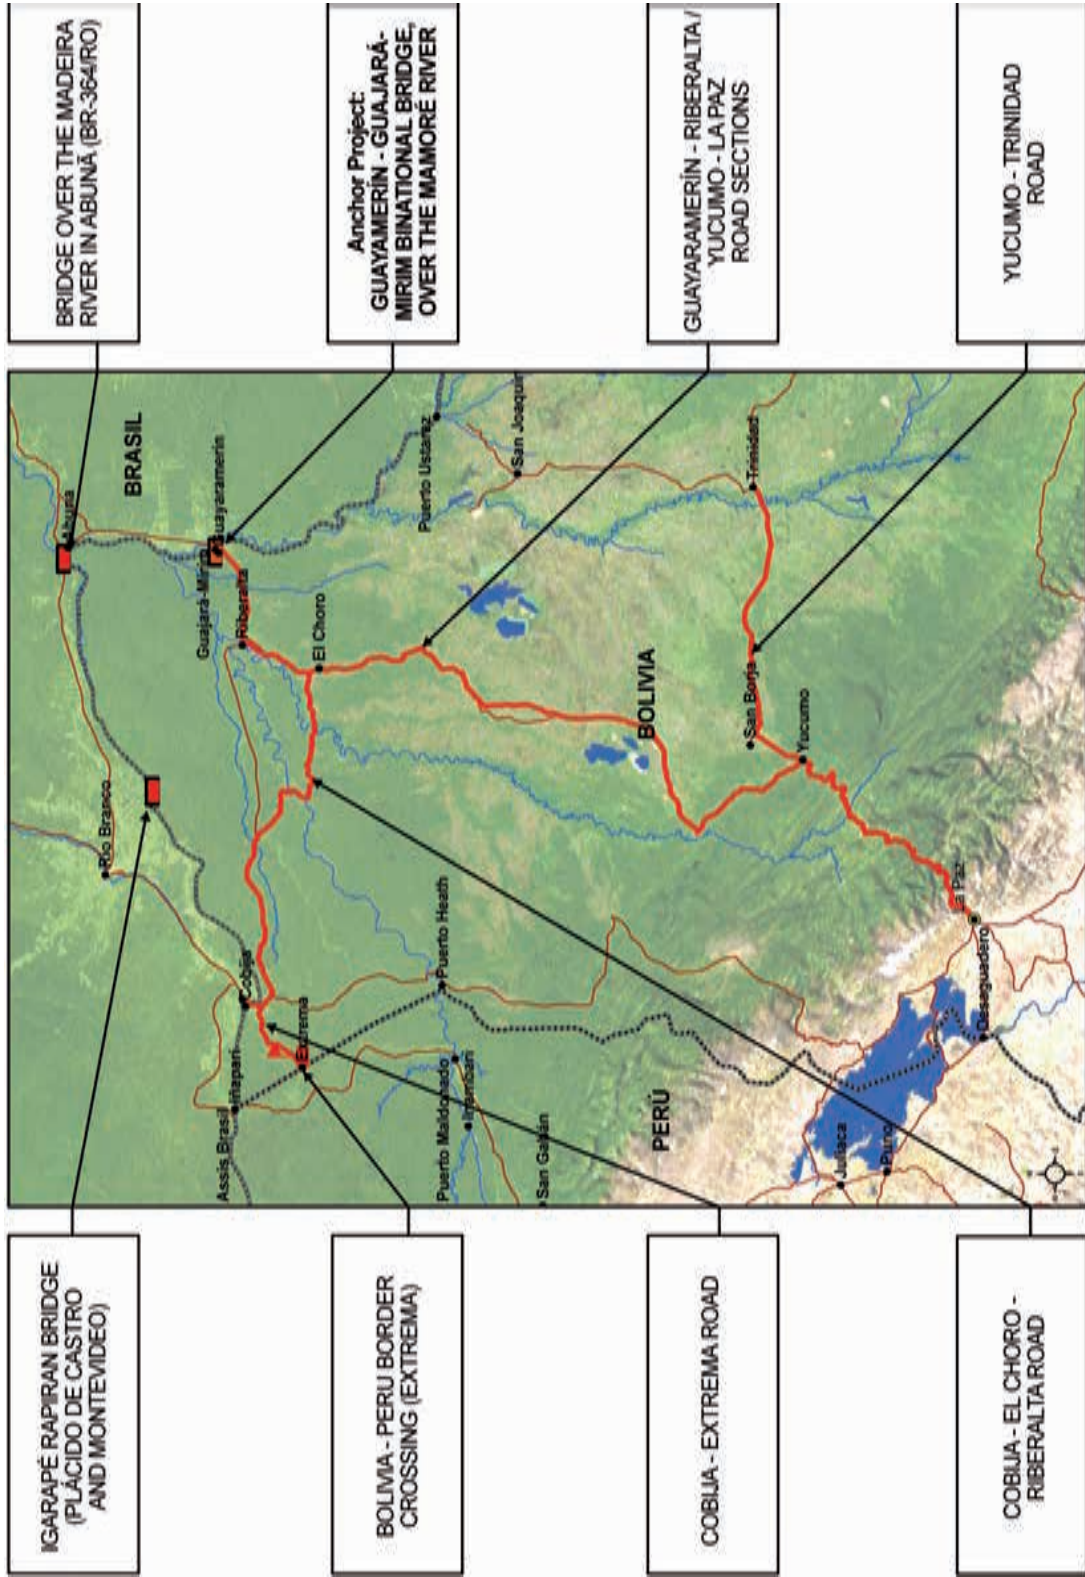 IGARAPÉ RAPIRAN BRIDGE
(PLÁCIDO DE CASTRO
AND MONTEVIDEO)
BOLIVIA - PERU BORDER
CROSSING (EXTREMA)
COBIJA - EXTREMA ROAD
COBIJA - EL CHORO -
RIBERALTA ROAD
BRASIL
Abuna
Rio Branco
Guajará-Mirim
Guayaramerin
Riberalta
Cobija
Assis Brasil
Iñapari
Extrema
El Choro
Puerto Heath
Puerto Ustarez
Puerto Maldonado
Inambari
San Joaquin
BOLIVIA
PERÚ
Trinidad
San Borja
Yucumo
La Paz
Desaguadero
Juliaca
Puno
BRIDGE OVER THE MADEIRA
RIVER IN ABUNÃ (BR-364/RO)
Anchor Project:
GUAYAMERÍN - GUAJARÁ-
MIRIM BINATIONAL BRIDGE,
OVER THE MAMORÉ RIVER
GUAYARAMERÍN - RIBERALTA /
YUCUMO - LA PAZ
ROAD SECTIONS
YUCUMO - TRINIDAD
ROAD